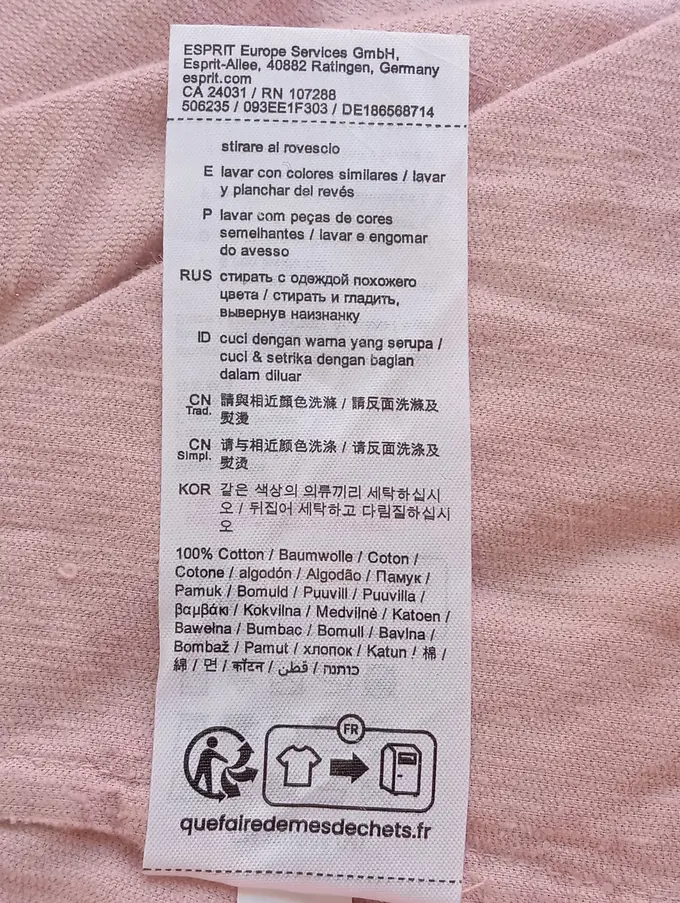 ESPRIT Europe Services GmbH,
Esprit-Allee, 40882 Ratingen, Germany
esprit.com
CA 24031 / RN 107288
506235 / 093EE1F303 / DE186568714
stirare al rovescio
E lavar con colores similares / lavar
y planchar del revés
P lavar com peças de cores
semelhantes / lavar e engomar
do avesso
RUS стирать с одеждой похожего
цвета / стирать и гладить,
вывернув наизнанку
ID cuci dengan warna yang serupa /
cuci & setrika dengan bagian
dalam diluar
CN Trad. 請與相近顏色洗滌 / 請反面洗滌及
熨燙
CN Simpl. 请与相近颜色洗涤 / 请反面洗涤及
熨烫
KOR 같은 색상의 의류끼리 세탁하십시
오 / 뒤집어 세탁하고 다림질하십시
오
100% Cotton / Baumwolle / Coton /
Cotone / algodón / Algodão / Памук /
Pamuk / Bomuld / Puuvill / Puuvilla /
βαμβάκι / Kokvilna / Medvilnė / Katoen /
Bawełna / Bumbac / Bomull / Bavlna /
Bombaž / Pamut / хлопок / Katun / 棉 /
綿 / 면 / कॉटन / قطن / כותנה
FR
quefairedemesdechets.fr